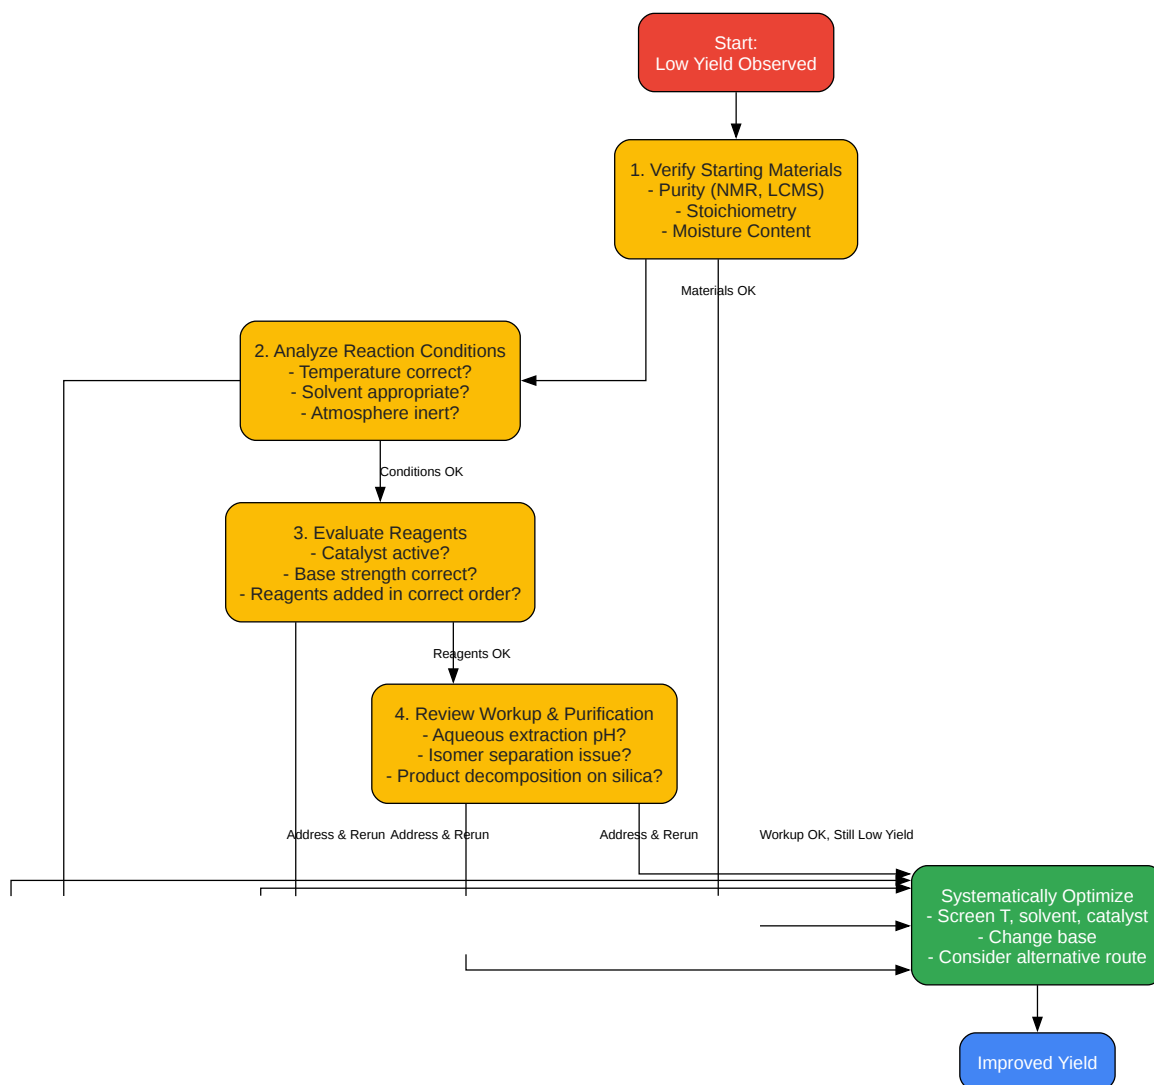 Start:
Low Yield Observed
1. Verify Starting Materials
- Purity (NMR, LCMS)
- Stoichiometry
- Moisture Content
Materials OK
2. Analyze Reaction Conditions
- Temperature correct?
- Solvent appropriate?
- Atmosphere inert?
Conditions OK
3. Evaluate Reagents
- Catalyst active?
- Base strength correct?
- Reagents added in correct order?
Reagents OK
4. Review Workup & Purification
- Aqueous extraction pH?
- Isomer separation issue?
- Product decomposition on silica?
Address & Rerun
Address & Rerun
Address & Rerun
Workup OK, Still Low Yield
Systematically Optimize
- Screen T, solvent, catalyst
- Change base
- Consider alternative route
Improved Yield